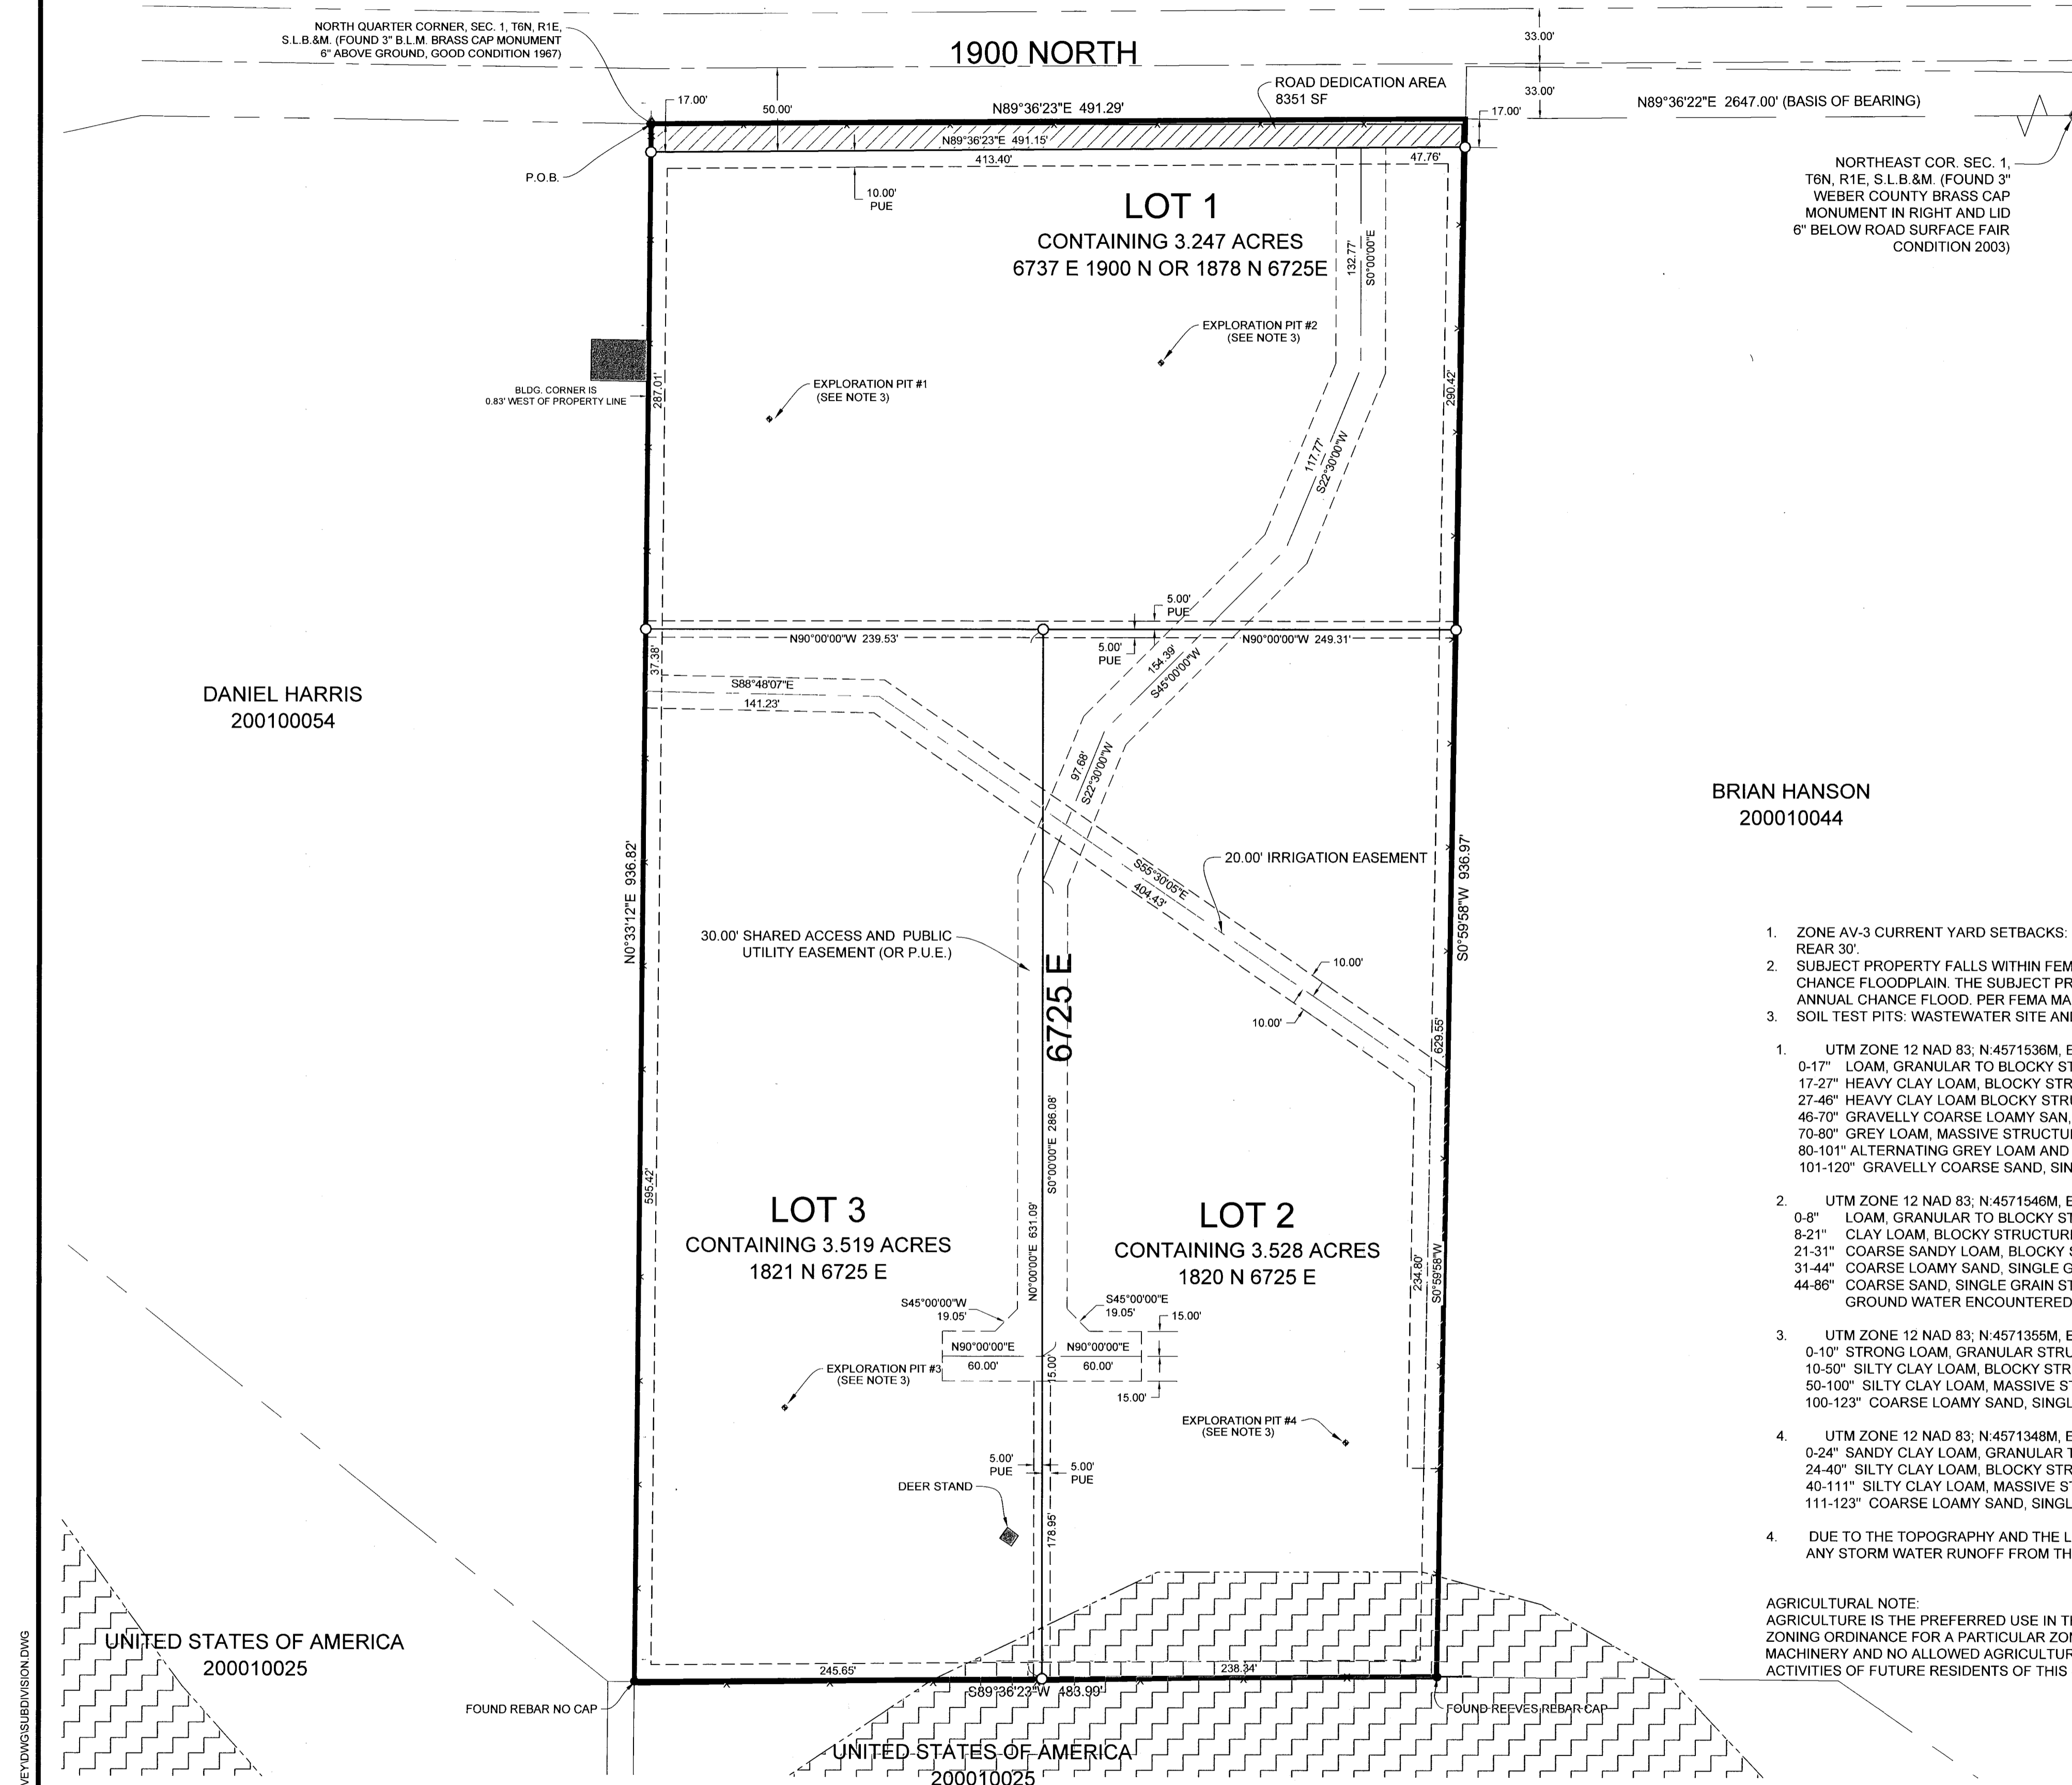 NORTH QUARTER CORNER, SEC. 1, T6N, R1E,
S.L.B.&M. (FOUND 3" B.L.M. BRASS CAP MONUMENT
6" ABOVE GROUND, GOOD CONDITION 1967)
1900 NORTH
33.00'
33.00'
ROAD DEDICATION AREA
8351 SF
17.00'
50.00'
N89°36'23"E 491.29'
17.00'
N89°36'22"E 2647.00' (BASIS OF BEARING)
N89°36'23"E 491.15'
413.40'
47.76'
P.O.B.
10.00'
PUE
NORTHEAST COR. SEC. 1,
T6N, R1E, S.L.B.&M. (FOUND 3"
WEBER COUNTY BRASS CAP
MONUMENT IN RIGHT AND LID
6" BELOW ROAD SURFACE FAIR
CONDITION 2003)
LOT 1
CONTAINING 3.247 ACRES
6737 E 1900 N OR 1878 N 6725E
132.77'
S0°00'00"E
EXPLORATION PIT #2
(SEE NOTE 3)
EXPLORATION PIT #1
(SEE NOTE 3)
BLDG. CORNER IS
0.83' WEST OF PROPERTY LINE
287.01'
290.42'
117.77'
S22°30'00"W
5.00'
PUE
N90°00'00"W 239.53'
N90°00'00"W 249.31'
5.00'
PUE
37.38'
154.39'
S45°00'00"W
S88°48'07"E
141.23'
DANIEL HARRIS
200100054
97.68'
S22°30'00"W
BRIAN HANSON
200010044
N0°33'12"E 936.82'
S0°59'58"W 936.97'
20.00' IRRIGATION EASEMENT
S55°30'05"E
404.43'
30.00' SHARED ACCESS AND PUBLIC
UTILITY EASEMENT (OR P.U.E.)
6725 E
10.00'
10.00'
629.55'
S0°00'00"E 286.08'
595.42'
N0°00'00"E 631.09'
LOT 3
CONTAINING 3.519 ACRES
1821 N 6725 E
LOT 2
CONTAINING 3.528 ACRES
1820 N 6725 E
234.80'
S0°59'58"W
S45°00'00"W
19.05'
S45°00'00"E
19.05'
15.00'
N90°00'00"E
60.00'
N90°00'00"E
60.00'
15.00'
15.00'
EXPLORATION PIT #3
(SEE NOTE 3)
EXPLORATION PIT #4
(SEE NOTE 3)
5.00'
PUE
5.00'
PUE
DEER STAND
178.95'
UNITED STATES OF AMERICA
200010025
245.65'
238.34'
S89°36'23"W 483.99'
FOUND REBAR NO CAP
FOUND REEVES REBAR CAP
UNITED STATES OF AMERICA
200010025
VEY\DWG\SUBDIVISION.DWG
1. ZONE AV-3 CURRENT YARD SETBACKS:
REAR 30'.
2. SUBJECT PROPERTY FALLS WITHIN FEM
CHANCE FLOODPLAIN. THE SUBJECT PR
ANNUAL CHANCE FLOOD. PER FEMA MA
3. SOIL TEST PITS: WASTEWATER SITE AN
1. UTM ZONE 12 NAD 83; N:4571536M, E
0-17" LOAM, GRANULAR TO BLOCKY ST
17-27" HEAVY CLAY LOAM, BLOCKY STR
27-46" HEAVY CLAY LOAM BLOCKY STRU
46-70" GRAVELLY COARSE LOAMY SAN,
70-80" GREY LOAM, MASSIVE STRUCTU
80-101" ALTERNATING GREY LOAM AND
101-120" GRAVELLY COARSE SAND, SIN
2. UTM ZONE 12 NAD 83; N:4571546M, E
0-8" LOAM, GRANULAR TO BLOCKY ST
8-21" CLAY LOAM, BLOCKY STRUCTUR
21-31" COARSE SANDY LOAM, BLOCKY S
31-44" COARSE LOAMY SAND, SINGLE G
44-86" COARSE SAND, SINGLE GRAIN ST
GROUND WATER ENCOUNTERED
3. UTM ZONE 12 NAD 83; N:4571355M, E
0-10" STRONG LOAM, GRANULAR STRU
10-50" SILTY CLAY LOAM, BLOCKY STR
50-100" SILTY CLAY LOAM, MASSIVE ST
100-123" COARSE LOAMY SAND, SINGL
4. UTM ZONE 12 NAD 83; N:4571348M, E
0-24" SANDY CLAY LOAM, GRANULAR T
24-40" SILTY CLAY LOAM, BLOCKY STR
40-111" SILTY CLAY LOAM, MASSIVE ST
111-123" COARSE LOAMY SAND, SINGL
4. DUE TO THE TOPOGRAPHY AND THE L
ANY STORM WATER RUNOFF FROM TH
AGRICULTURAL NOTE:
AGRICULTURE IS THE PREFERRED USE IN T
ZONING ORDINANCE FOR A PARTICULAR ZON
MACHINERY AND NO ALLOWED AGRICULTUR
ACTIVITIES OF FUTURE RESIDENTS OF THIS